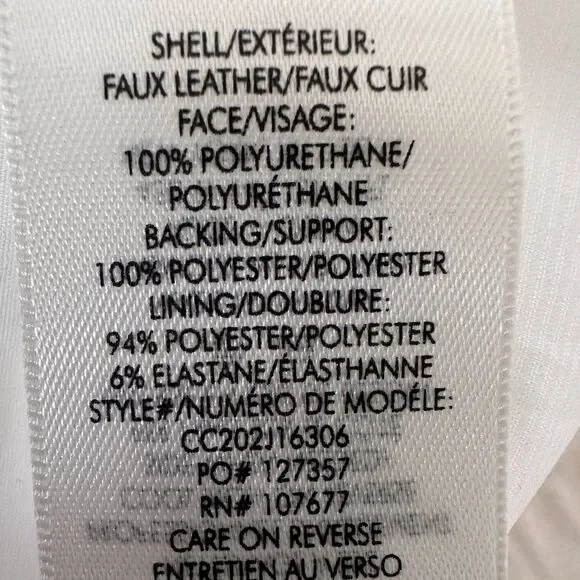 SHELL/EXTÉRIEUR:
FAUX LEATHER/FAUX CUIR
FACE/VISAGE:
100% POLYURETHANE/
POLYURÉTHANE
BACKING/SUPPORT:
100% POLYESTER/POLYESTER
LINING/DOUBLURE:
94% POLYESTER/POLYESTER
6% ELASTANE/ÉLASTHANNE
STYLE#/NUMÉRO DE MODÉLE:
CC202J16306
PO# 127357
RN# 107677
CARE ON REVERSE
ENTRETIEN AU VERSO